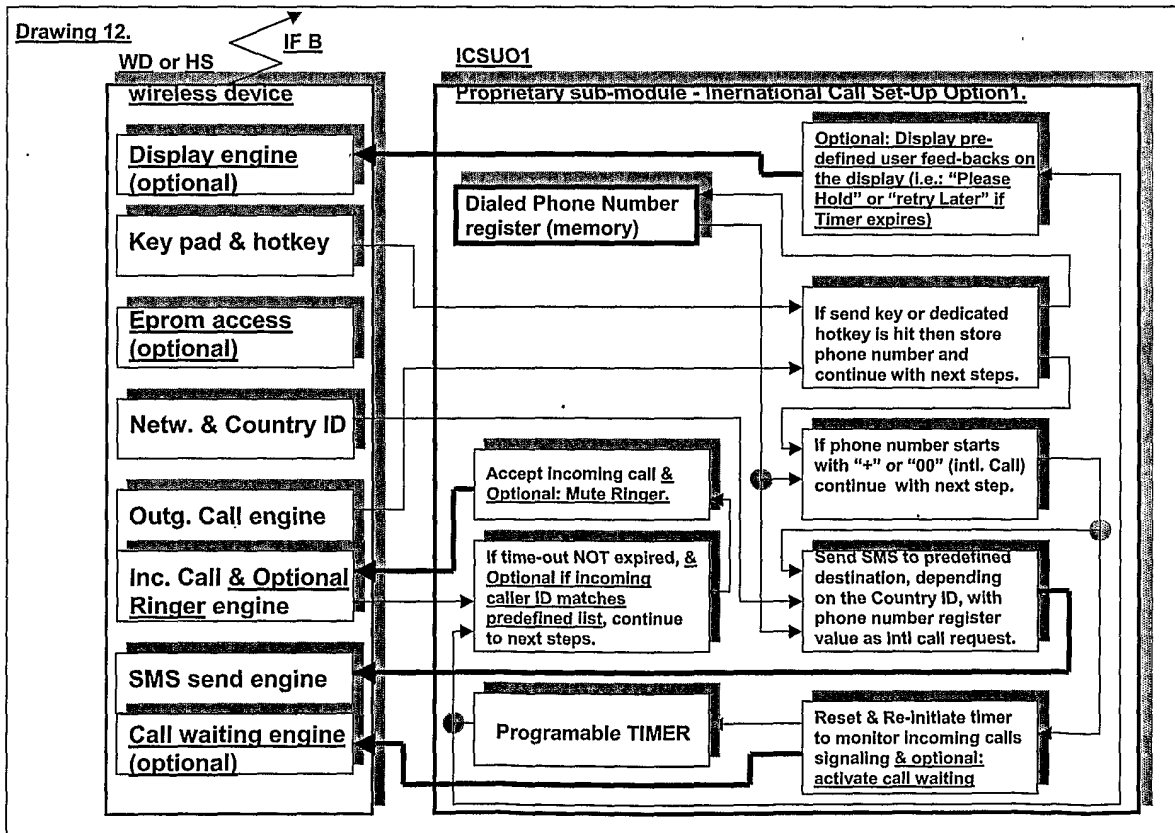 Drawing 12.
IF B
WD or HS
wireless device
Display engine
(optional)
Key pad & hotkey
Eprom access
(optional)
Netw. & Country ID
Outg. Call engine
Inc. Call & Optional
Ringer engine
SMS send engine
Call waiting engine
(optional)
ICSUO1
Proprietary sub-module - Inernational Call Set-Up Option1.
Dialed Phone Number
register (memory)
Optional: Display pre-
defined user feed-backs on
the display (i.e.: “Please
Hold” or “retry Later” if
Timer expires)
If send key or dedicated
hotkey is hit then store
phone number and
continue with next steps.
If phone number starts
with “+” or “00” (intl. Call)
continue with next step.
Accept incoming call &
Optional: Mute Ringer.
If time-out NOT expired, &
Optional if incoming
caller ID matches
predefined list, continue
to next steps.
Send SMS to predefined
destination, depending
on the Country ID, with
phone number register
value as intl call request.
Programable TIMER
Reset & Re-initiate timer
to monitor incoming calls
signaling & optional:
activate call waiting